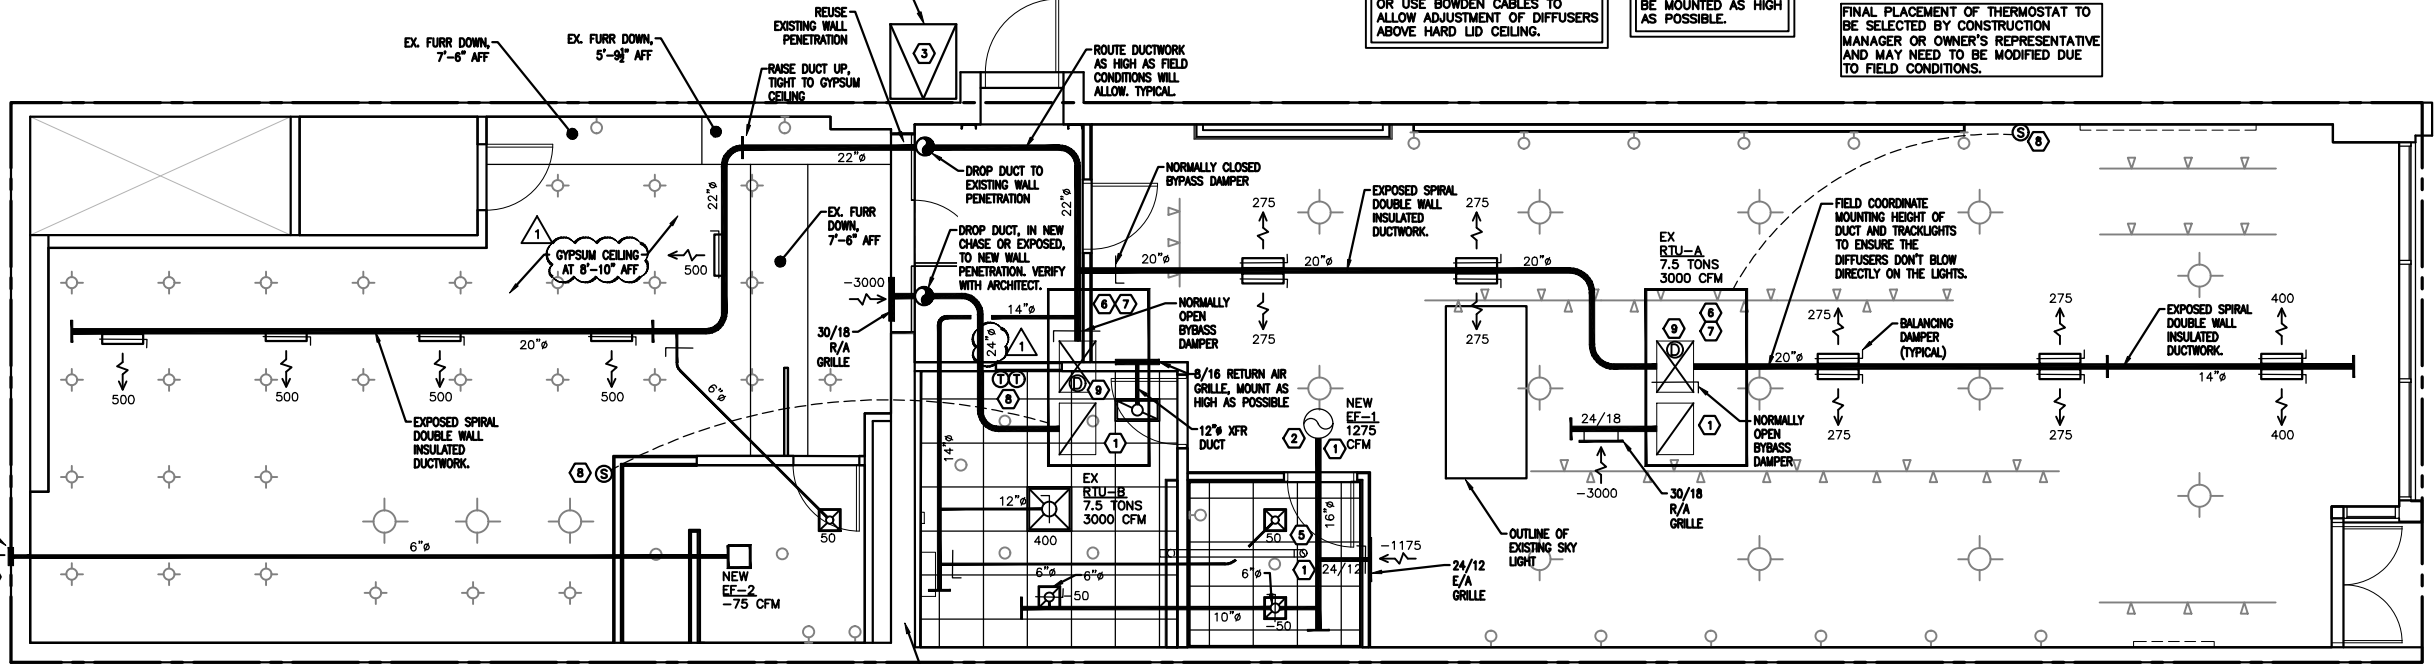 OR USE BOWDEN CABLES TO
ALLOW ADJUSTMENT OF DIFFUSERS
ABOVE HARD LID CEILING.
BE MOUNTED AS HIGH
AS POSSIBLE.
FINAL PLACEMENT OF THERMOSTAT TO
BE SELECTED BY CONSTRUCTION
MANAGER OR OWNER'S REPRESENTATIVE
AND MAY NEED TO BE MODIFIED DUE
TO FIELD CONDITIONS.
REUSE
EXISTING WALL
PENETRATION
EX. FURR DOWN,
7'-6" AFF
EX. FURR DOWN,
5'-9½" AFF
RAISE DUCT UP,
TIGHT TO GYPSUM
CEILING
3
ROUTE DUCTWORK
AS HIGH AS FIELD
CONDITIONS WILL
ALLOW. TYPICAL.
22"ø
22"ø
22"ø
DROP DUCT TO
EXISTING WALL
PENETRATION
NORMALLY CLOSED
BYPASS DAMPER
EXPOSED SPIRAL
DOUBLE WALL
INSULATED
DUCTWORK.
275
275
S
8
FIELD COORDINATE
MOUNTING HEIGHT OF
DUCT AND TRACKLIGHTS
TO ENSURE THE
DIFFUSERS DON'T BLOW
DIRECTLY ON THE LIGHTS.
EX. FURR
DOWN,
7'-6" AFF
1
GYPSUM CEILING
AT 8'-10" AFF
500
DROP DUCT, IN NEW
CHASE OR EXPOSED,
TO NEW WALL
PENETRATION. VERIFY
WITH ARCHITECT.
20"ø
20"ø
20"ø
EX
RTU-A
7.5 TONS
3000 CFM
-3000
30/18
R/A
GRILLE
14"ø
24"ø
1
6
7
NORMALLY
OPEN
BYBASS
DAMPER
275
275
6
7
9
D
275
275
400
BALANCING
DAMPER
(TYPICAL)
EXPOSED SPIRAL
DOUBLE WALL
INSULATED
DUCTWORK.
20"ø
14"ø
20"ø
6"ø
500
500
500
500
T
T
8
D
9
8/16 RETURN AIR
GRILLE, MOUNT AS
HIGH AS POSSIBLE
12"ø XFR
DUCT
1
NEW
EF-1
1275
CFM
2
1
24/18
1
-3000
30/18
R/A
GRILLE
NORMALLY
OPEN
BYBASS
DAMPER
275
275
400
EXPOSED SPIRAL
DOUBLE WALL
INSULATED
DUCTWORK.
8
S
14"ø
EX
RTU-B
7.5 TONS
3000 CFM
12"ø
400
16"ø
50
50
5
1
-1175
24/12
24/12
E/A
GRILLE
OUTLINE OF
EXISTING SKY
LIGHT
6"ø
NEW
EF-2
-75 CFM
6"ø
6"ø
-50
6"ø
10"ø
-50